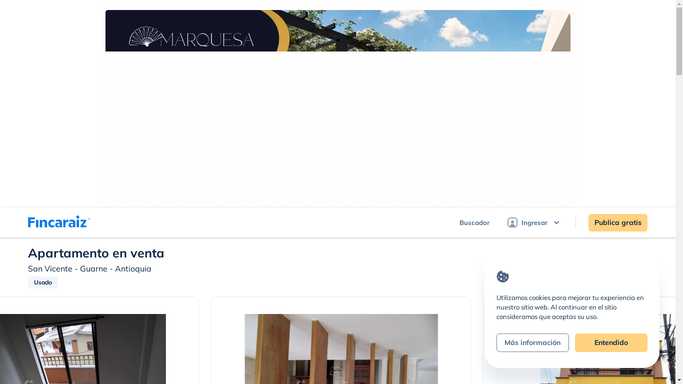 MARQUESA
Fincaraiz
Buscador
Ingresar
Publica gratis
Apartamento en venta
San Vicente - Guarne - Antioquia
Usado
Utilizamos cookies para mejorar tu experiencia en
nuestro sitio web. Al continuar en el sitio
consideramos que aceptas su uso.
Más información
Entendido